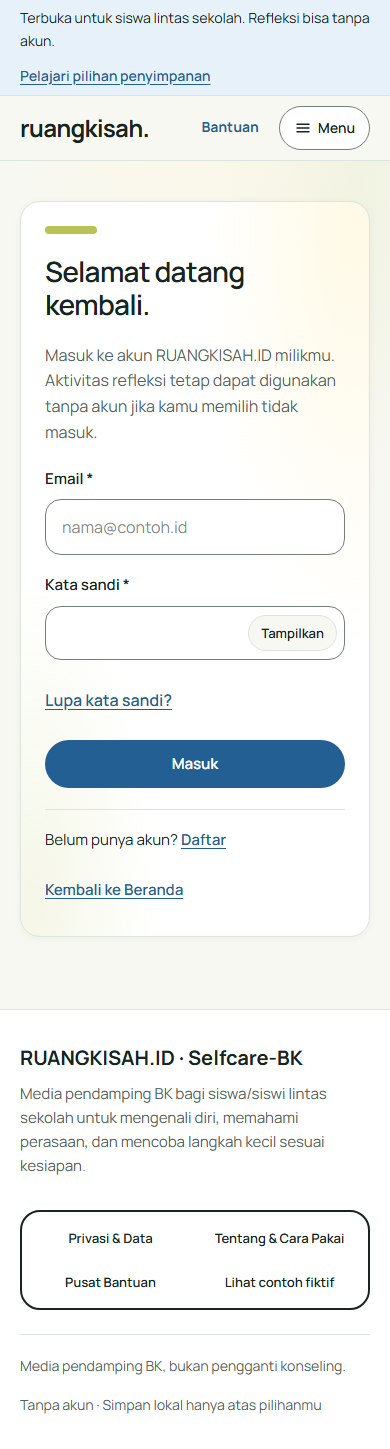 Terbuka untuk siswa lintas sekolah. Refleksi bisa tanpa
akun.
Pelajari pilihan penyimpanan
ruangkisah.
Bantuan
Menu
Selamat datang
kembali.
Masuk ke akun RUANGKISAH.ID milikmu.
Aktivitas refleksi tetap dapat digunakan
tanpa akun jika kamu memilih tidak
masuk.
Email *
nama@contoh.id
Kata sandi *
Tampilkan
Lupa kata sandi?
Masuk
Belum punya akun? Daftar
Kembali ke Beranda
RUANGKISAH.ID · Selfcare-BK
Media pendamping BK bagi siswa/siswi lintas
sekolah untuk mengenali diri, memahami
perasaan, dan mencoba langkah kecil sesuai
kesiapan.
Privasi & Data
Tentang & Cara Pakai
Pusat Bantuan
Lihat contoh fiktif
Media pendamping BK, bukan pengganti konseling.
Tanpa akun · Simpan lokal hanya atas pilihanmu